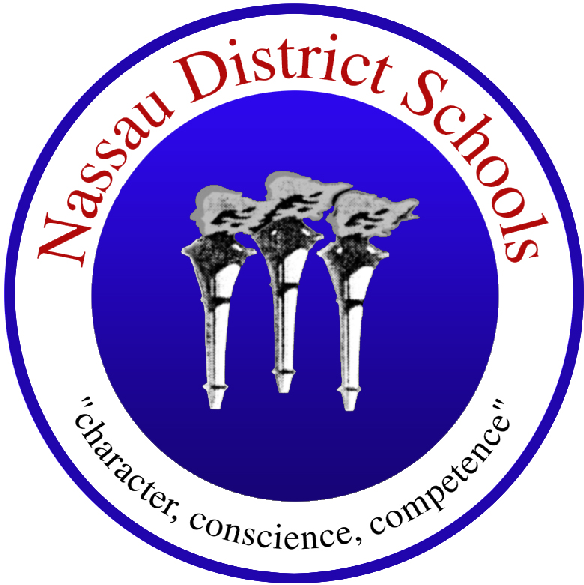 Nassau District Schools
"character, conscience, competence"